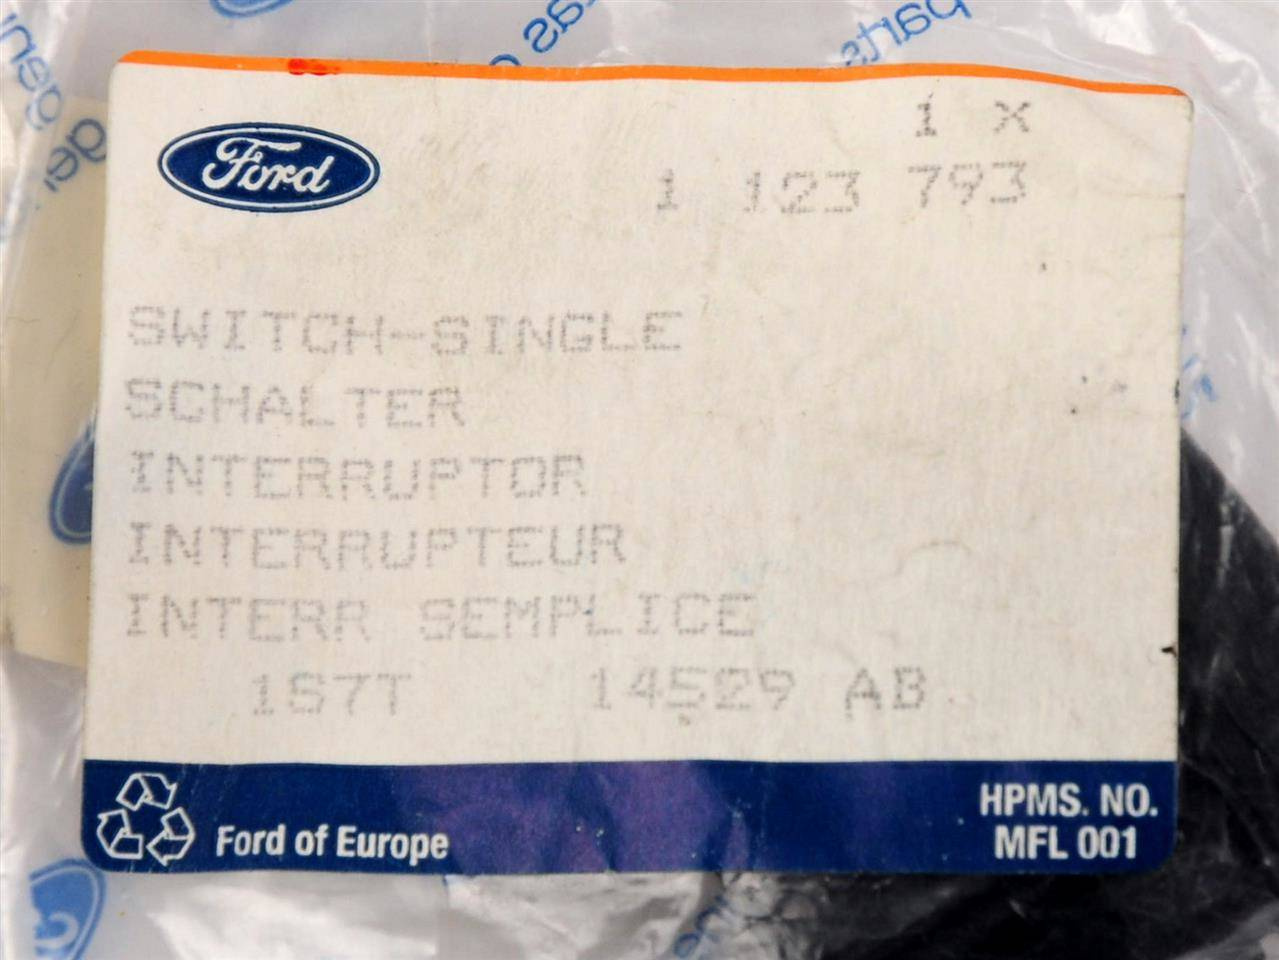 parts
Ford
1 X
1 123 793
SWITCH-SINGLE
SCHALTER
INTERRUPTOR
INTERRUPTEUR
INTERR SEMPLICE
1S7T 14529 AB
Ford of Europe
HPMS. NO.
MFL 001